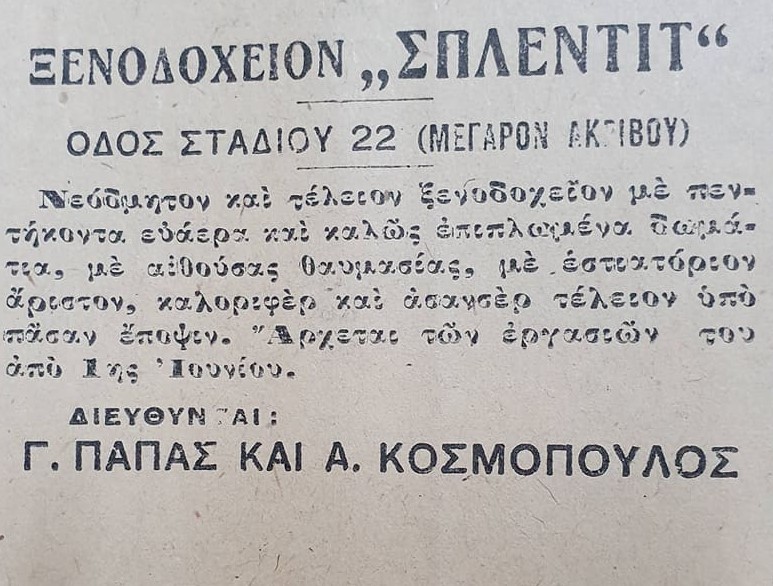 ΞΕΝΟΔΟΧΕΙΟΝ „ΣΠΛΕΝΤΙΤ“
ΟΔΟΣ ΣΤΑΔΙΟΥ 22 (ΜΕΓΑΡΟΝ ΑΚΡΙΒΟΥ)
Νεόδμητον καὶ τέλειον ξενοδοχεῖον μὲ πεν-
τήκοντα εὐάερα καὶ καλῶς ἐπιπλωμένα δωμά-
τια, μὲ αἰθούσας θαυμασίας, μὲ ἑστιατόριον
ἄριστον, καλοριφὲρ καὶ ἀσανσὲρ τέλειον ὑπὸ
πᾶσαν ἔποψιν. Ἄρχεται τῶν ἐργασιῶν του
ἀπὸ 1ης Ἰουνίου.
ΔΙΕΥΘΥΝΤΑΙ:
Γ. ΠΑΠΑΣ ΚΑΙ Α. ΚΟΣΜΟΠΟΥΛΟΣ